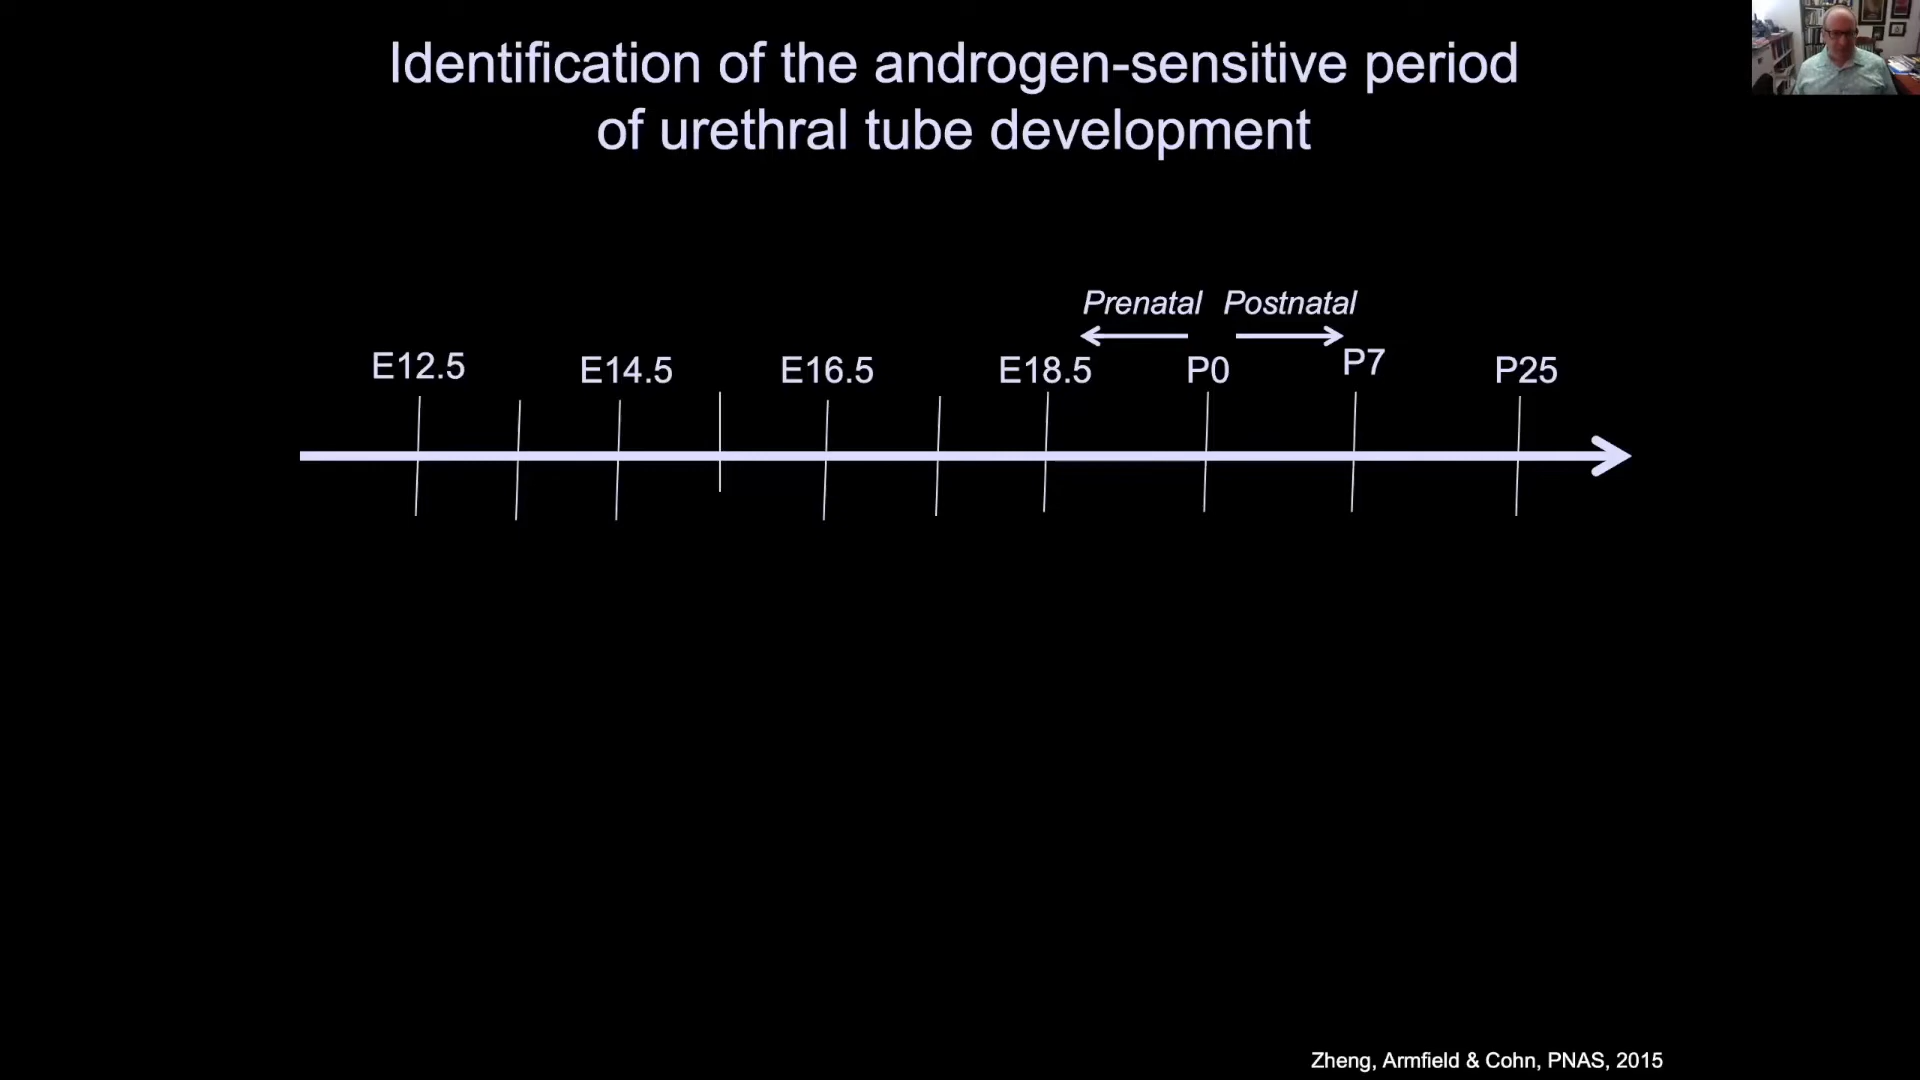 Identification of the androgen-sensitive period
of urethral tube development
Prenatal Postnatal
E12.5 E14.5 E16.5 E18.5 P0 P7 P25
Zheng, Armfield & Cohn, PNAS, 2015